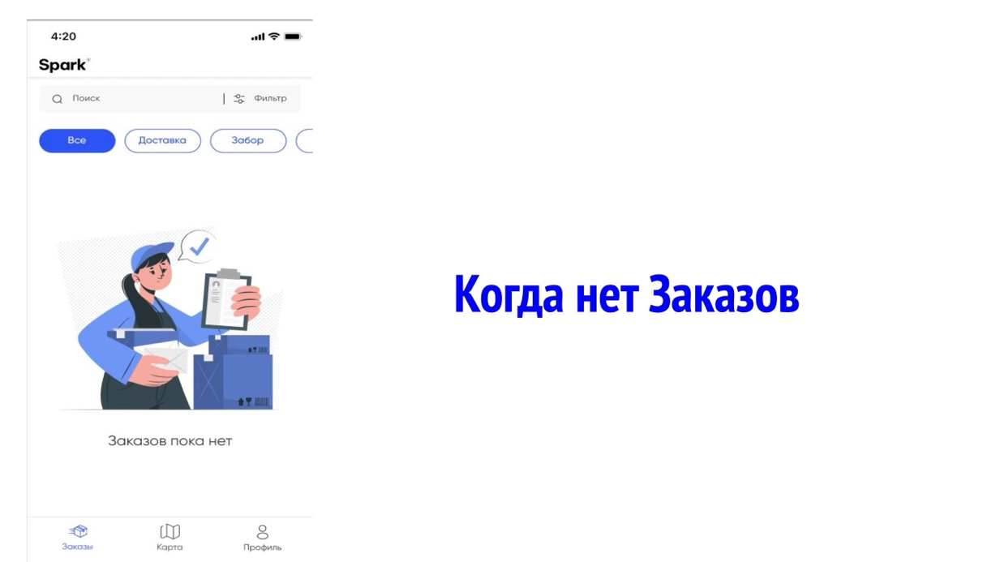 4:20
Spark
Поиск | Фильтр
Все Доставка Забор
Заказов пока нет
Заказы Карта Профиль
Когда нет Заказов